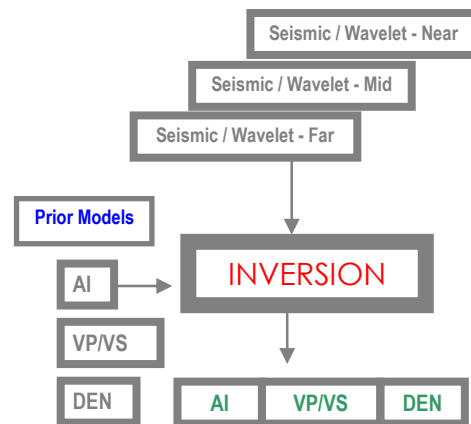 Seismic / Wavelet - Near
Seismic / Wavelet - Mid
Seismic / Wavelet - Far
Prior Models
INVERSION
AI
VP/VS
DEN
AI VP/VS DEN